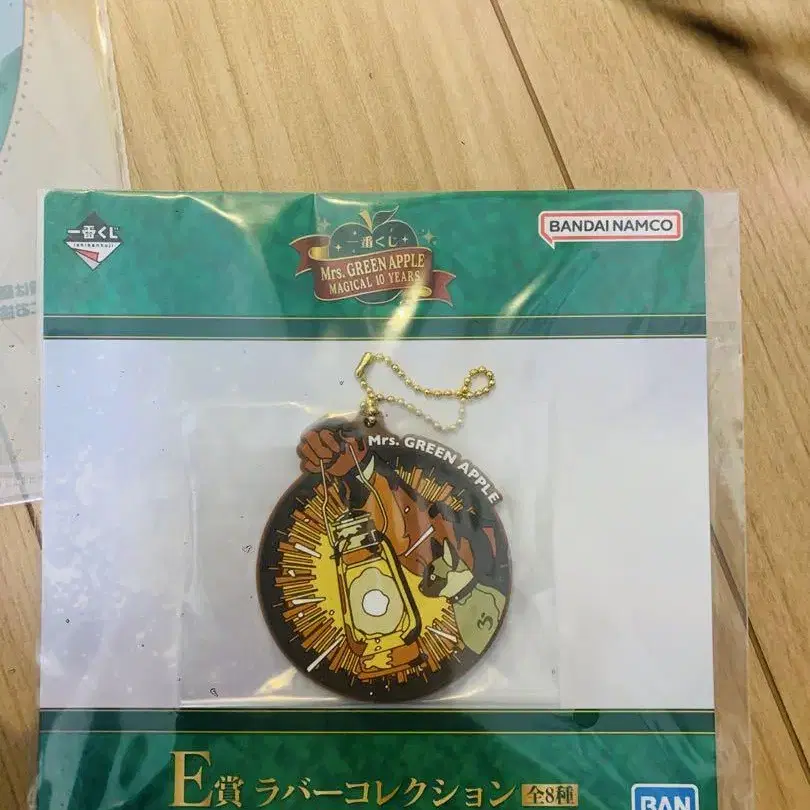 一番くじ
ichibankuji
一番くじ
Mrs. GREEN APPLE
MAGICAL 10 YEARS
BANDAI NAMCO
Mrs. GREEN APPLE
E賞 ラバーコレクション 全8種
BAN